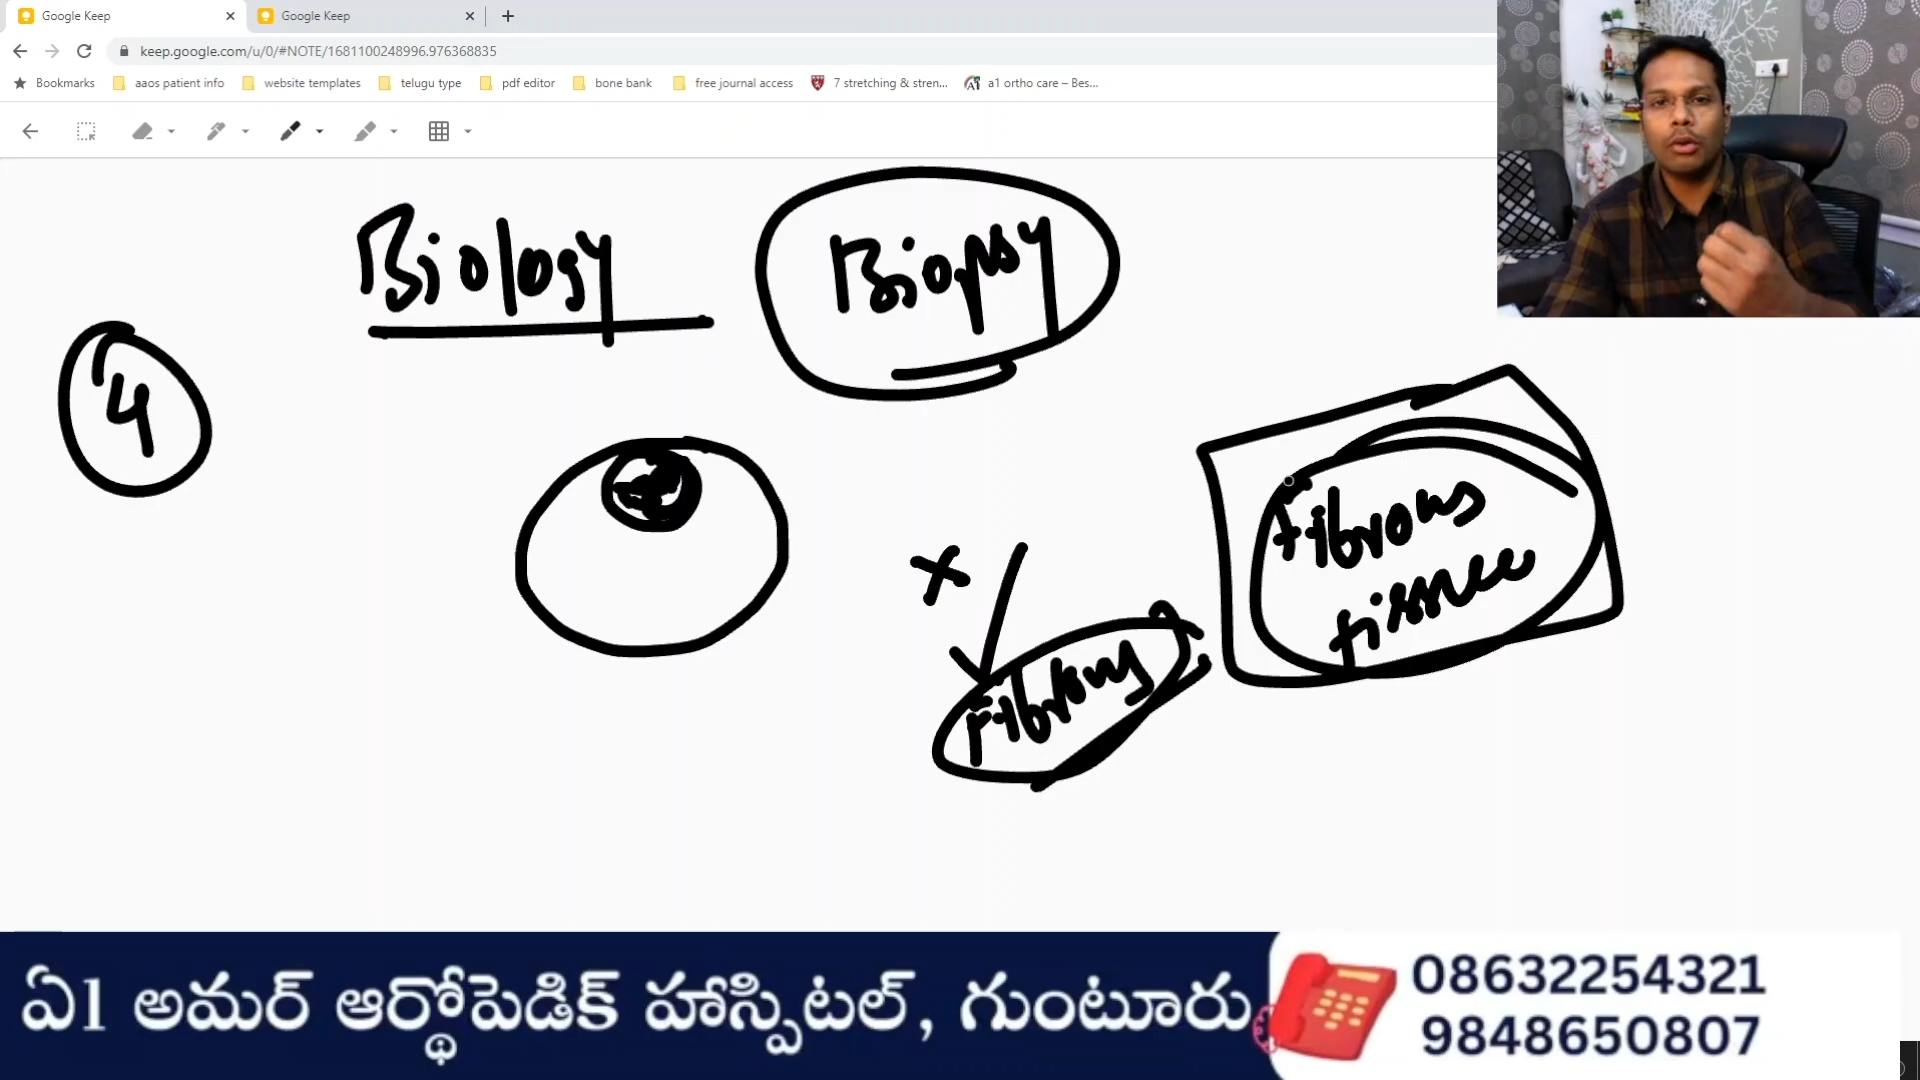 Google Keep
Google Keep
keep.google.com/u/0/#NOTE/1681100248996.976368835
Bookmarks aaos patient info website templates telugu type pdf editor bone bank free journal access 7 stretching & stren... a1 ortho care – Bes...
Biology
Biopsy
4
Fibrous
tissue
x
Fibrous
ఏ1 అమర్ ఆర్థోపెడిక్ హాస్పిటల్, గుంటూరు
08632254321
9848650807